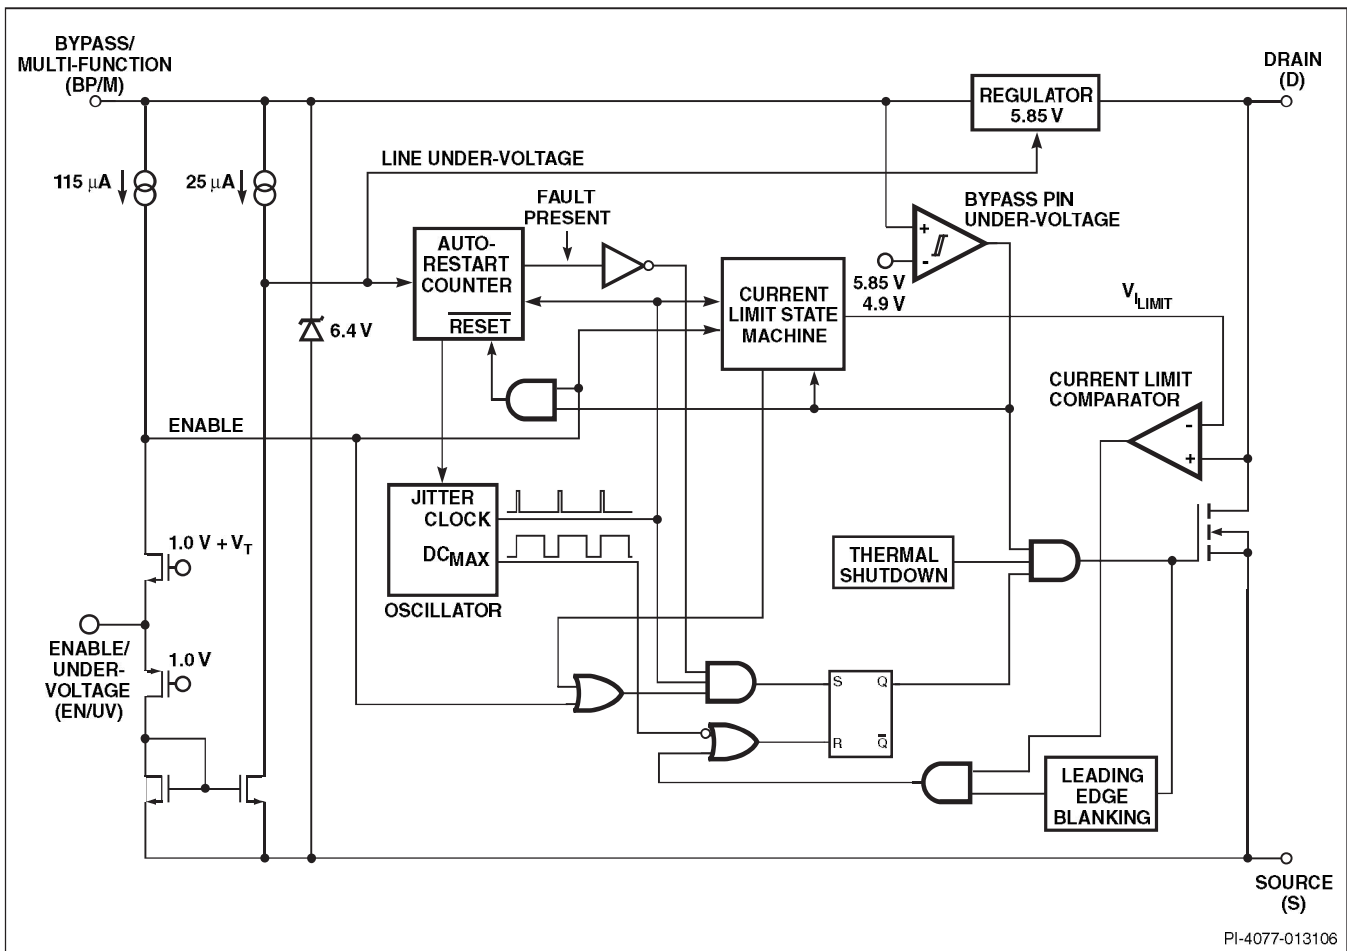 BYPASS/
MULTI-FUNCTION
(BP/M)
DRAIN
(D)
REGULATOR
5.85 V
LINE UNDER-VOLTAGE
115 μA
25 μA
FAULT
PRESENT
BYPASS PIN
UNDER-VOLTAGE
+
-
5.85 V
4.9 V
AUTO-
RESTART
COUNTER
RESET
CURRENT
LIMIT STATE
MACHINE
VILIMIT
6.4 V
CURRENT LIMIT
COMPARATOR
-
+
ENABLE
JITTER
CLOCK
DCMAX
OSCILLATOR
1.0 V + VT
THERMAL
SHUTDOWN
ENABLE/
UNDER-
VOLTAGE
(EN/UV)
1.0 V
S Q
R Q
LEADING
EDGE
BLANKING
SOURCE
(S)
PI-4077-013106